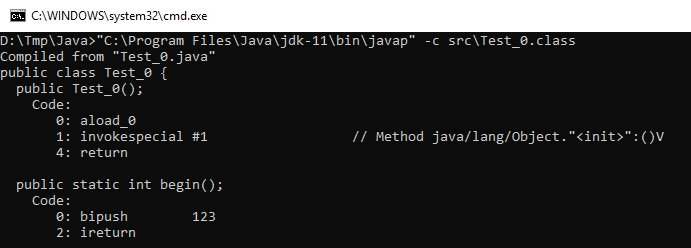 C:\WINDOWS\system32\cmd.exe
D:\Tmp\Java>"C:\Program Files\Java\jdk-11\bin\javap" -c src\Test_0.class
Compiled from "Test_0.java"
public class Test_0 {
  public Test_0();
    Code:
       0: aload_0
       1: invokespecial #1                  // Method java/lang/Object."<init>":()V
       4: return

  public static int begin();
    Code:
       0: bipush        123
       2: ireturn